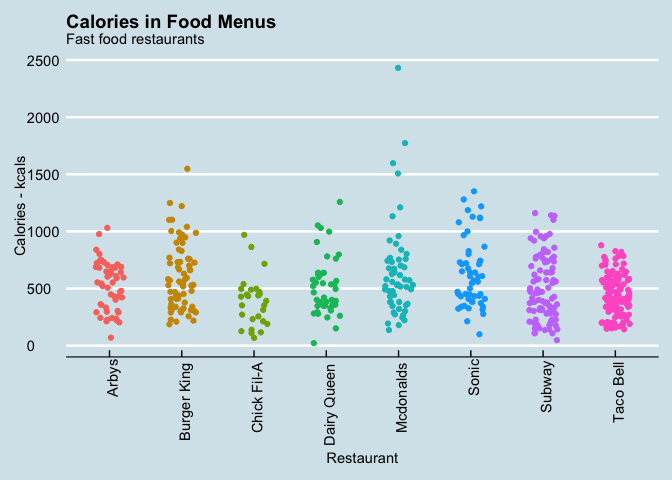 Calories in Food Menus
Fast food restaurants
Calories - kcals
2500
2000
1500
1000
500
0
Arbys
Burger King
Chick Fil-A
Dairy Queen
Mcdonalds
Sonic
Subway
Taco Bell
Restaurant